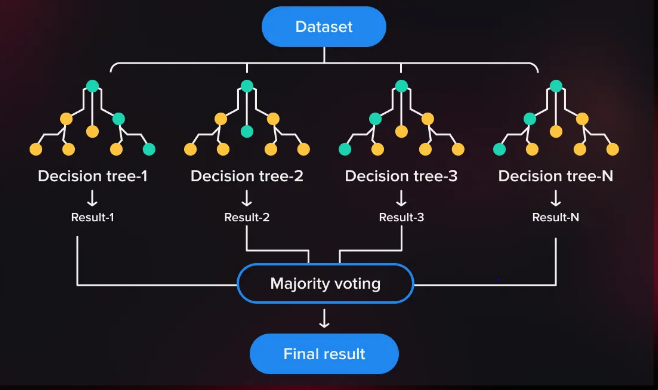 Dataset
Decision tree-1
Decision tree-2
Decision tree-3
Decision tree-N
Result-1
Result-2
Result-3
Result-N
Majority voting
Final result